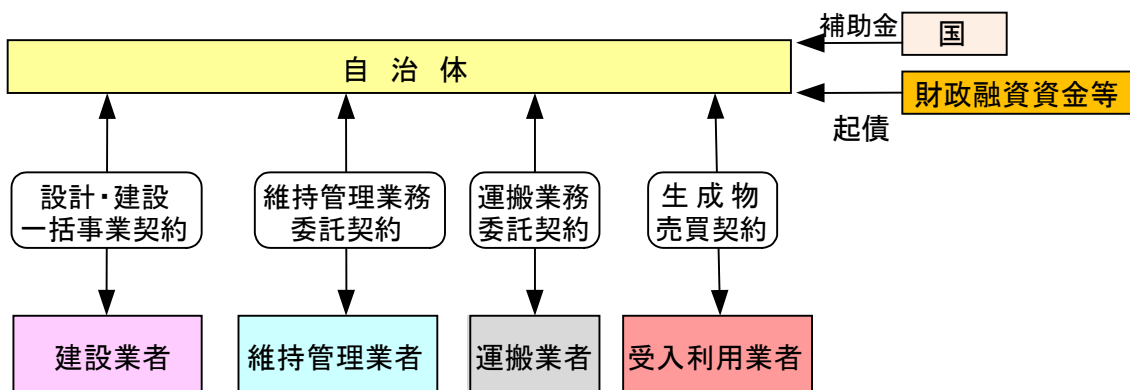 補助金
国
自治体
財政融資資金等
起債
設計・建設
一括事業契約
維持管理業務
委託契約
運搬業務
委託契約
生成物
売買契約
建設業者
維持管理業者
運搬業者
受入利用業者